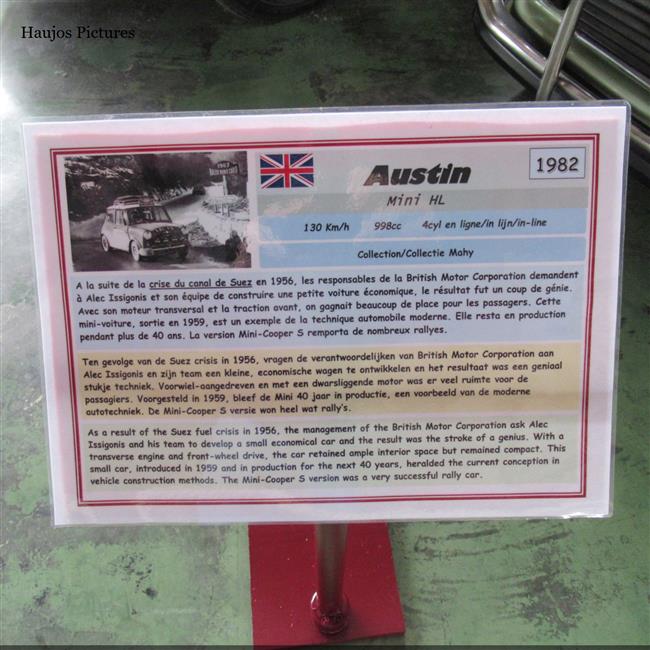 Haujos Pictures
Austin
1982
Mini HL
130 Km/h 998cc 4cyl en ligne/in lijn/in-line
Collection/Collectie Mahy
A la suite de la crise du canal de Suez en 1956, les responsables de la British Motor Corporation demandent
à Alec Issigonis et son équipe de construire une petite voiture économique, le résultat fut un coup de génie.
Avec son moteur transversal et la traction avant, on gagnait beaucoup de place pour les passagers. Cette
mini-voiture, sortie en 1959, est un exemple de la technique automobile moderne. Elle resta en production
pendant plus de 40 ans. La version Mini-Cooper S remporta de nombreux rallyes.
Ten gevolge van de Suez crisis in 1956, vragen de verantwoordelijken van British Motor Corporation aan
Alec Issigonis en zijn team een kleine, economische wagen te ontwikkelen en het resultaat was een geniaal
stukje techniek. Voorwiel-aangedreven en met een dwarsliggende motor was er veel ruimte voor de
passagiers. Voorgesteld in 1959, bleef de Mini 40 jaar in productie, een voorbeeld van de moderne
autotechniek. De Mini-Cooper S versie won heel wat rally's.
As a result of the Suez fuel crisis in 1956, the management of the British Motor Corporation ask Alec
Issigonis and his team to develop a small economical car and the result was the stroke of a genius. With a
transverse engine and front-wheel drive, the car retained ample interior space but remained compact. This
small car, introduced in 1959 and in production for the next 40 years, heralded the current conception in
vehicle construction methods. The Mini-Cooper S version was a very successful rally car.